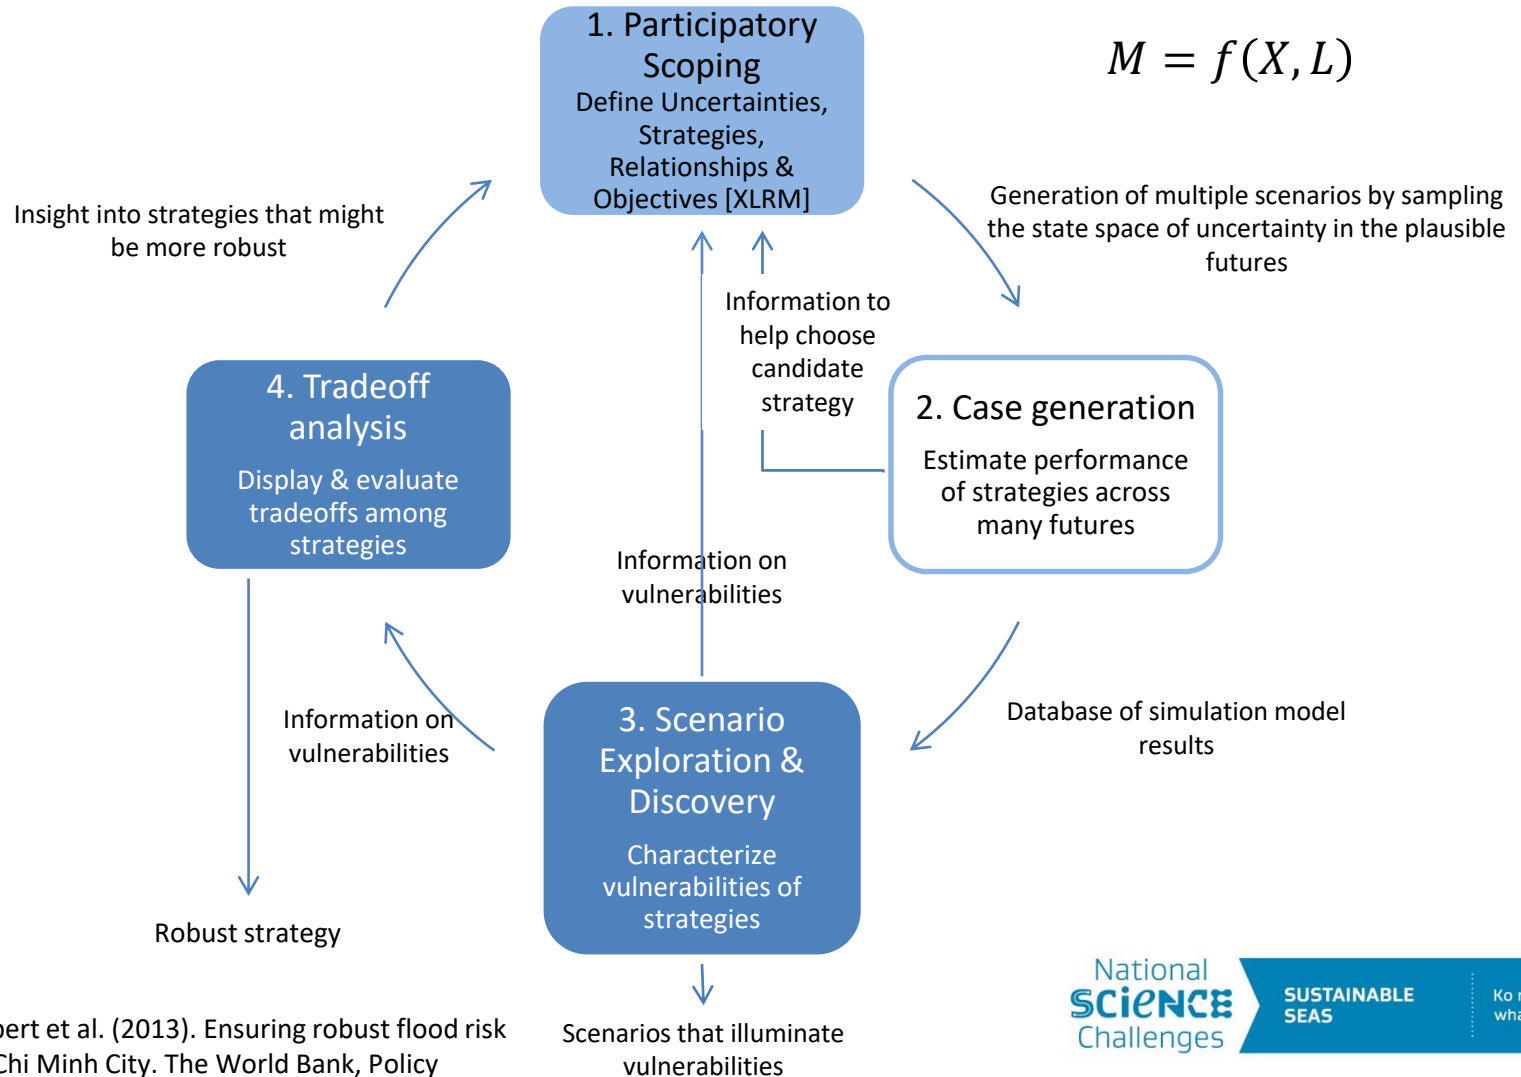 1. Participatory
Scoping
Define Uncertainties,
Strategies,
Relationships &
Objectives [XLRM]
M = f(X, L)
Insight into strategies that might
be more robust
Generation of multiple scenarios by sampling
the state space of uncertainty in the plausible
futures
Information to
help choose
candidate
strategy
4. Tradeoff
analysis
Display & evaluate
tradeoffs among
strategies
2. Case generation
Estimate performance
of strategies across
many futures
Information on
vulnerabilities
Information on
vulnerabilities
3. Scenario
Exploration &
Discovery
Characterize
vulnerabilities of
strategies
Database of simulation model
results
Robust strategy
Scenarios that illuminate
vulnerabilities
et al. (2013). Ensuring robust flood risk
Chi Minh City. The World Bank, Policy
National
SCIENCE
Challenges
SUSTAINABLE
SEAS
Ko